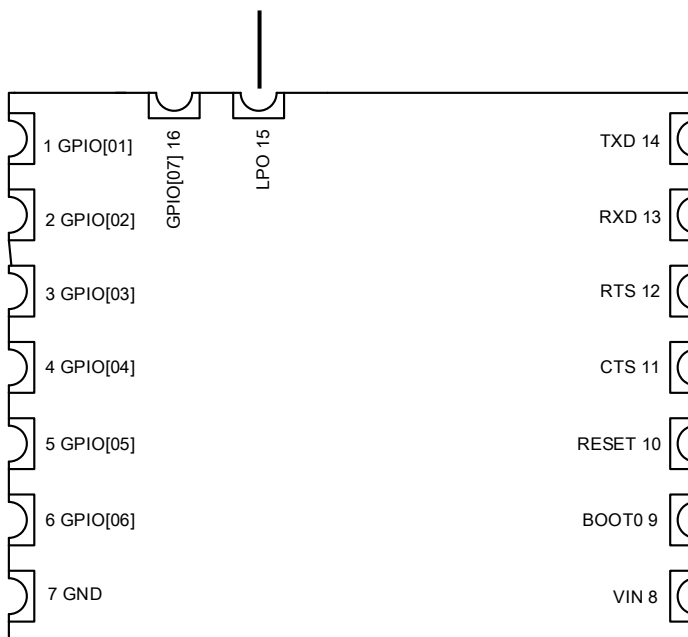 1 GPIO[01]
2 GPIO[02]
3 GPIO[03]
4 GPIO[04]
5 GPIO[05]
6 GPIO[06]
7 GND
GPIO[07] 16
LPO 15
TXD 14
RXD 13
RTS 12
CTS 11
RESET 10
BOOT0 9
VIN 8